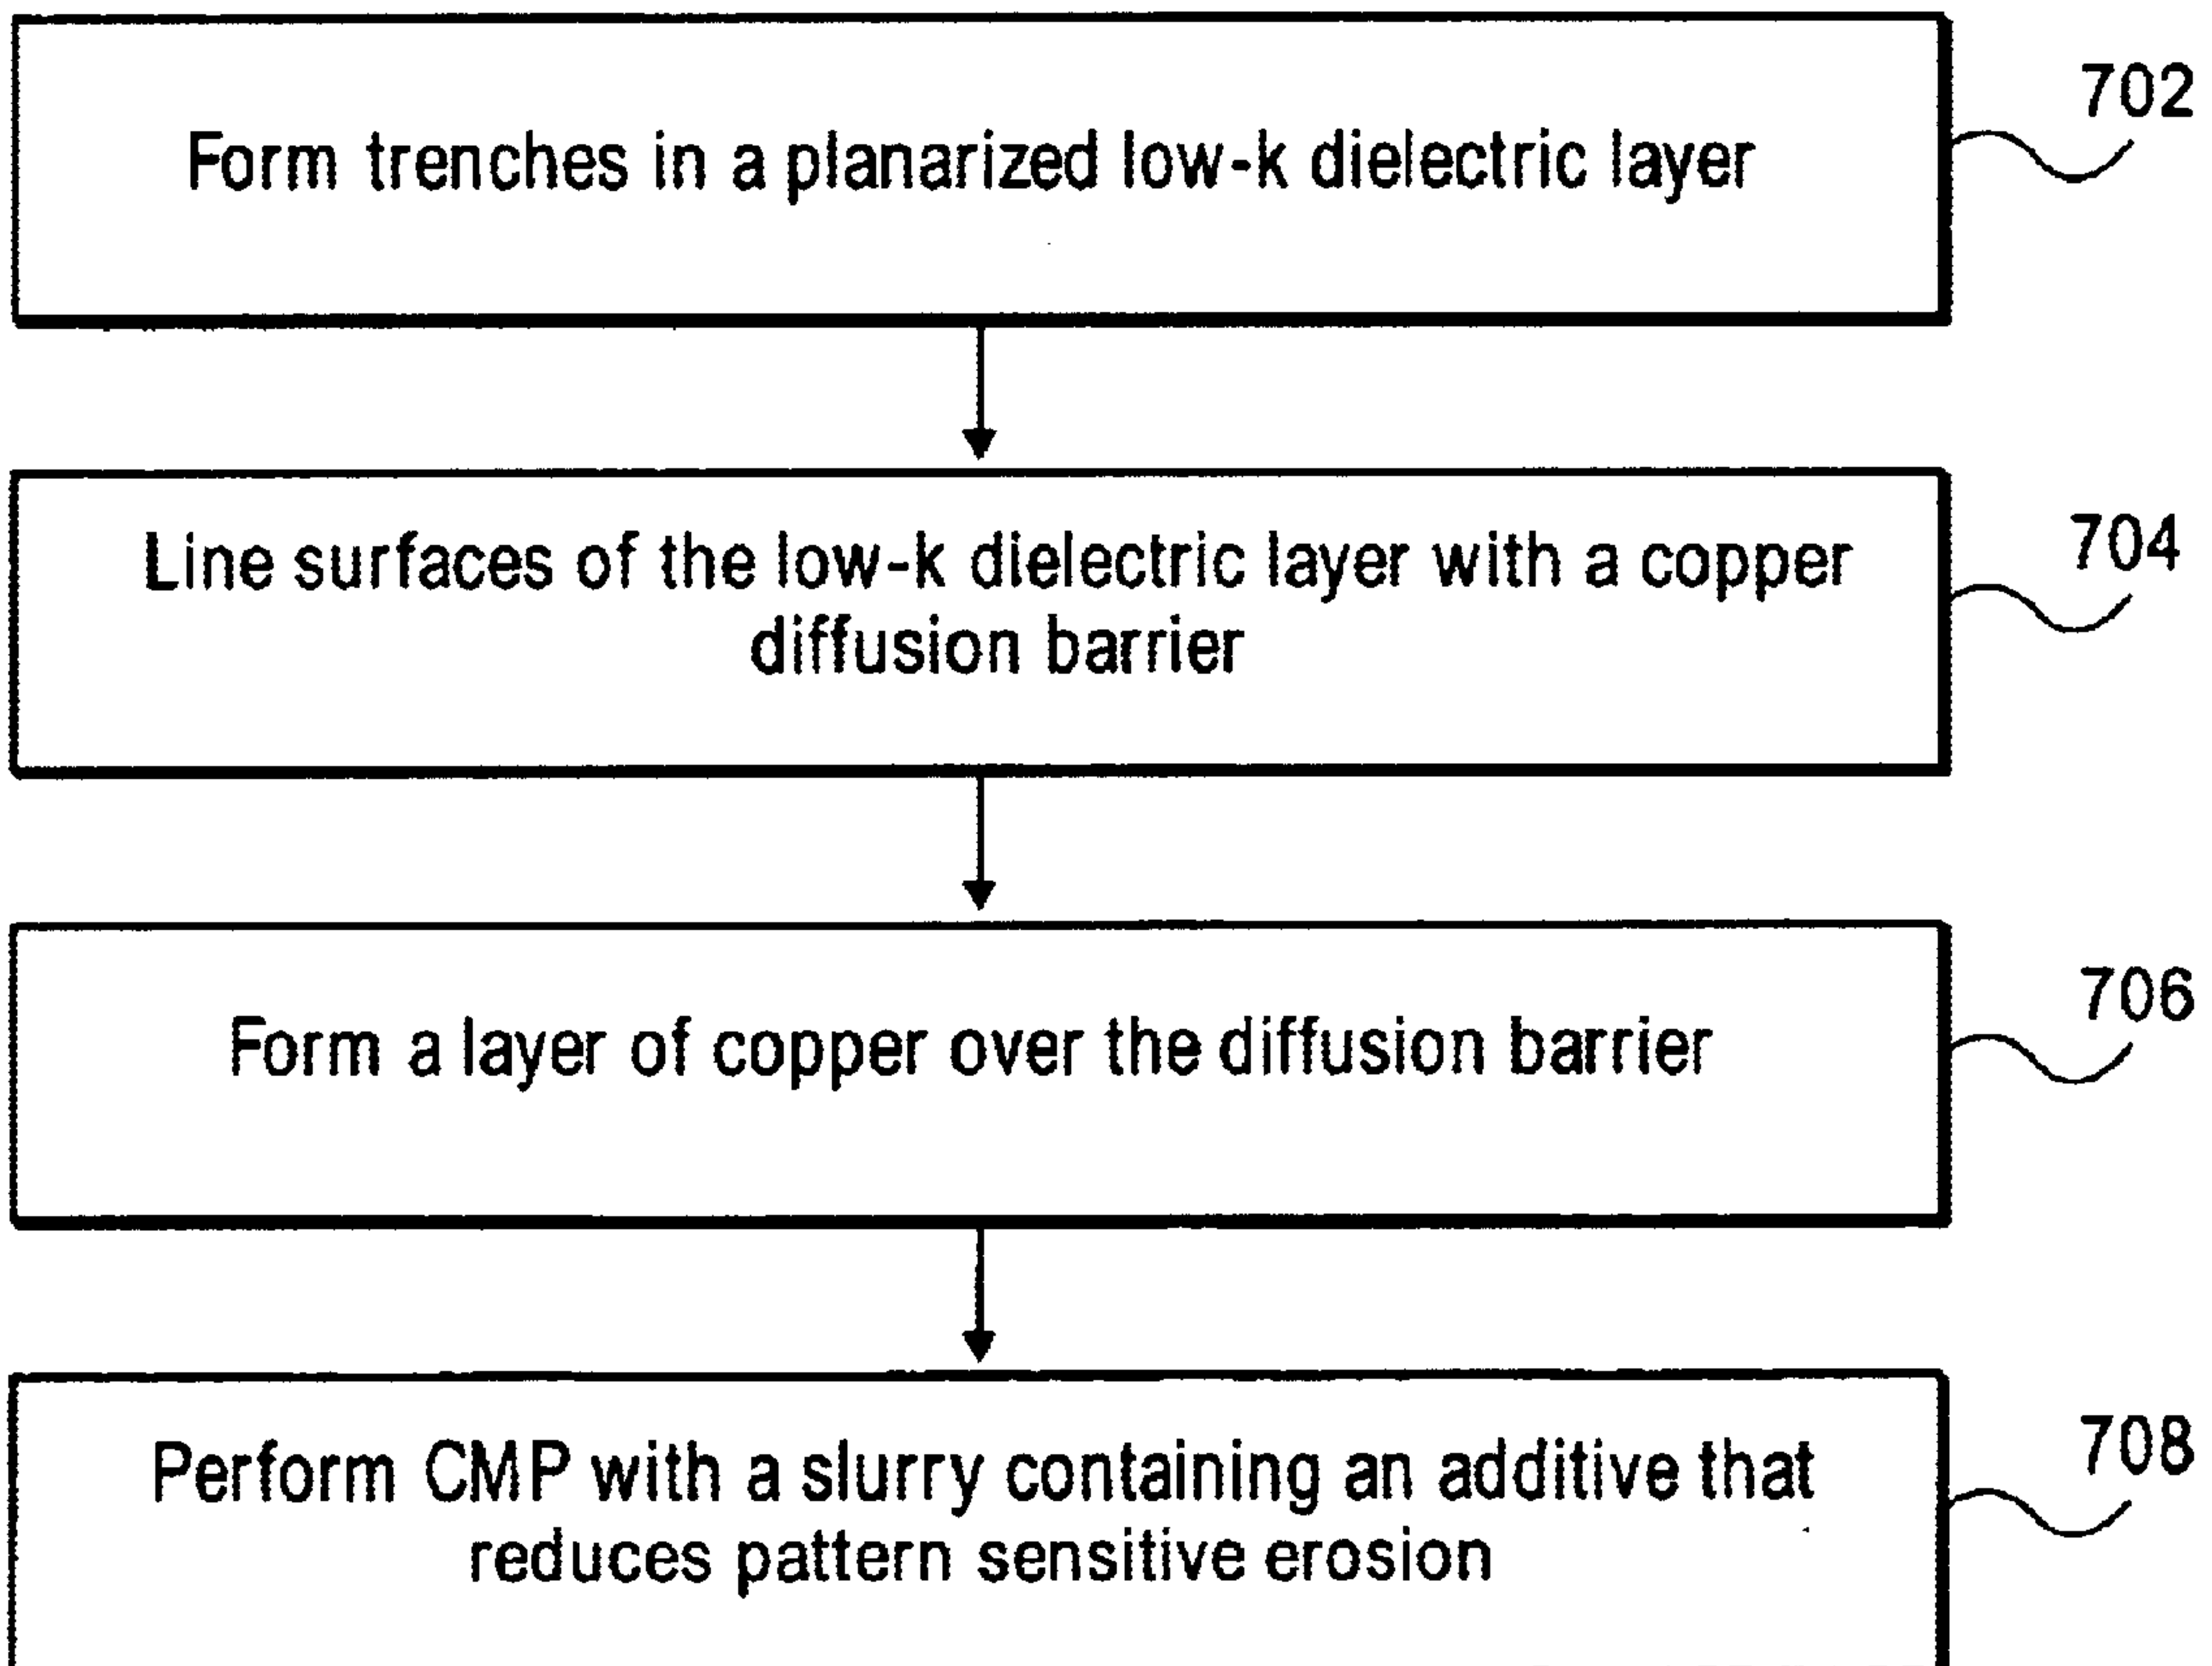 702
Form trenches in a planarized low-k dielectric layer
704
Line surfaces of the low-k dielectric layer with a copper
diffusion barrier
706
Form a layer of copper over the diffusion barrier
708
Perform CMP with a slurry containing an additive that
reduces pattern sensitive erosion